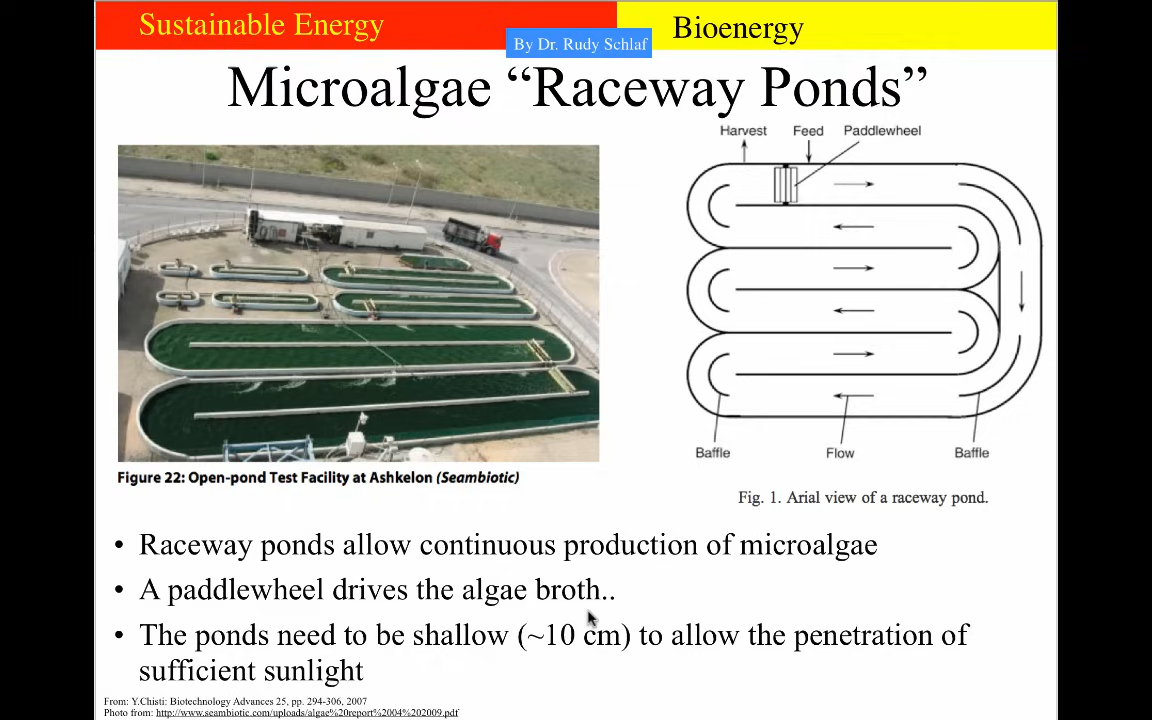 Sustainable Energy
Bioenergy
By Dr. Rudy Schlaf
Microalgae “Raceway Ponds”
Harvest
Feed
Paddlewheel
Baffle
Flow
Baffle
Figure 22: Open-pond Test Facility at Ashkelon (Seambiotic)
Fig. 1. Arial view of a raceway pond.
• Raceway ponds allow continuous production of microalgae
• A paddlewheel drives the algae broth..
• The ponds need to be shallow (~10 cm) to allow the penetration of
sufficient sunlight
From: Y.Chisti: Biotechnology Advances 25, pp. 294-306, 2007
Photo from: http://www.seambiotic.com/uploads/algae%20report%2004%202009.pdf